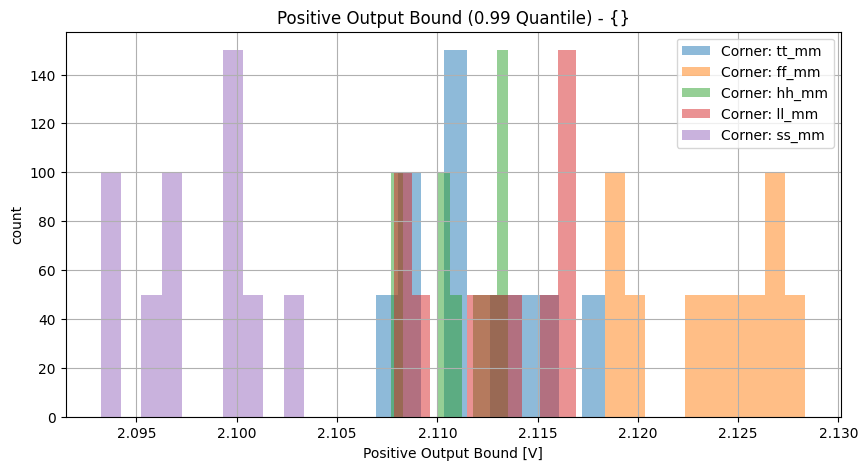 Positive Output Bound (0.99 Quantile) - {}
Corner: tt_mm
Corner: ff_mm
Corner: hh_mm
Corner: ll_mm
Corner: ss_mm
count
140
120
100
80
60
40
20
0
2.095
2.100
2.105
2.110
2.115
2.120
2.125
2.130
Positive Output Bound [V]